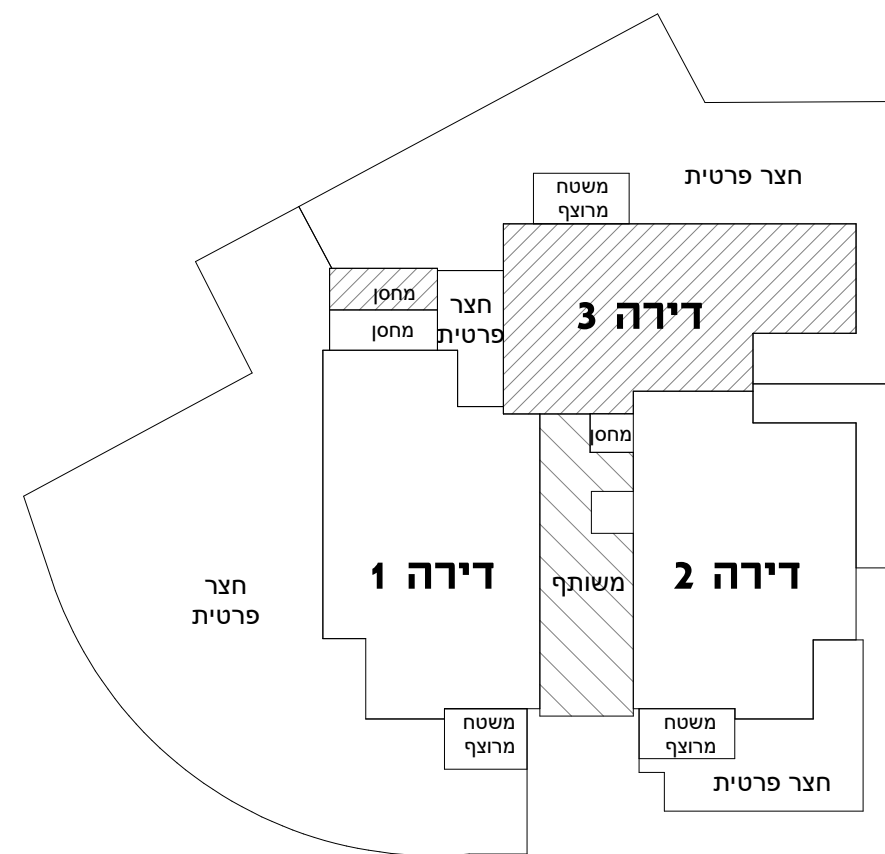 חצר פרטית
משטח
מרוצף
מחסן
חצר
פרטית
דירה 3
מחסן
מחסן
חצר
פרטית
דירה 1
משותף
דירה 2
משטח
מרוצף
משטח
מרוצף
חצר פרטית